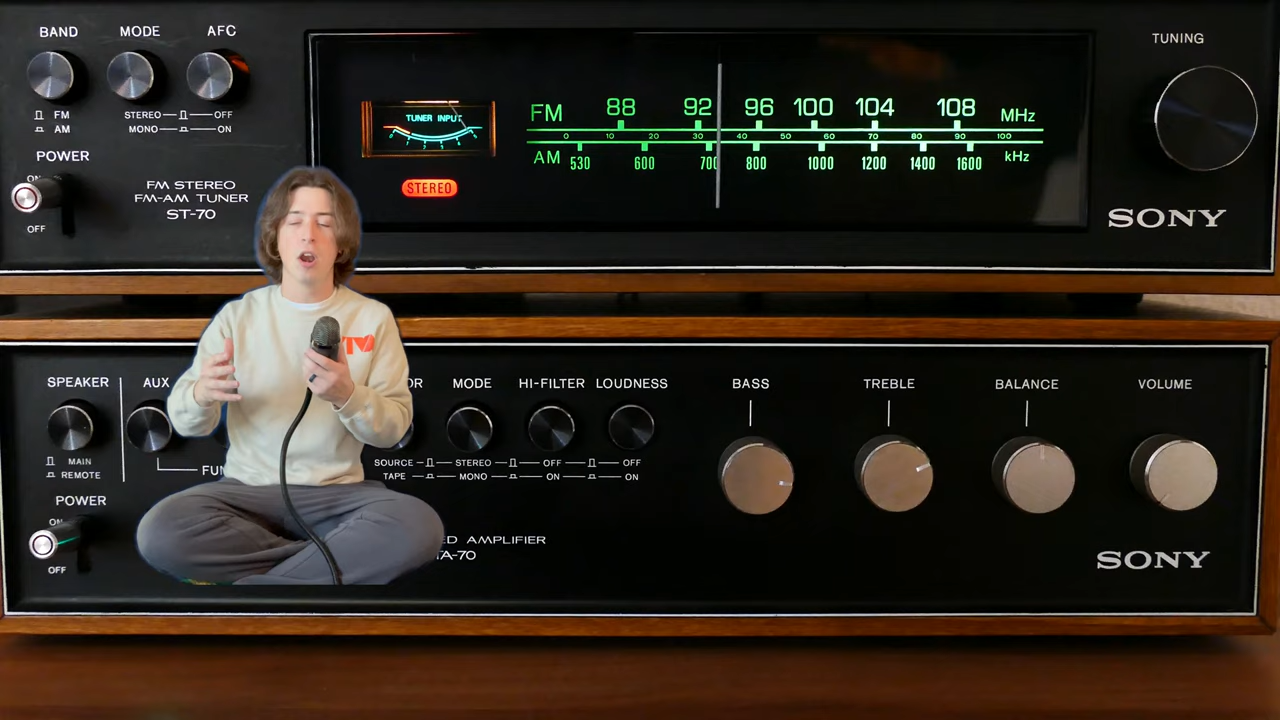 BAND MODE AFC
TUNING
FM
AM
STEREO OFF
MONO ON
POWER
ON
OFF
FM STEREO
FM-AM TUNER
ST-70
TUNER INPUT
STEREO
FM 88 92 96 100 104 108 MHz
0 10 20 30 40 50 60 70 80 90 100
AM 530 600 700 800 1000 1200 1400 1600 kHz
SONY
SPEAKER AUX MODE HI-FILTER LOUDNESS BASS TREBLE BALANCE VOLUME
MAIN
REMOTE
SOURCE STEREO OFF OFF
TAPE MONO ON ON
POWER
ON
OFF
AMPLIFIER
SONY